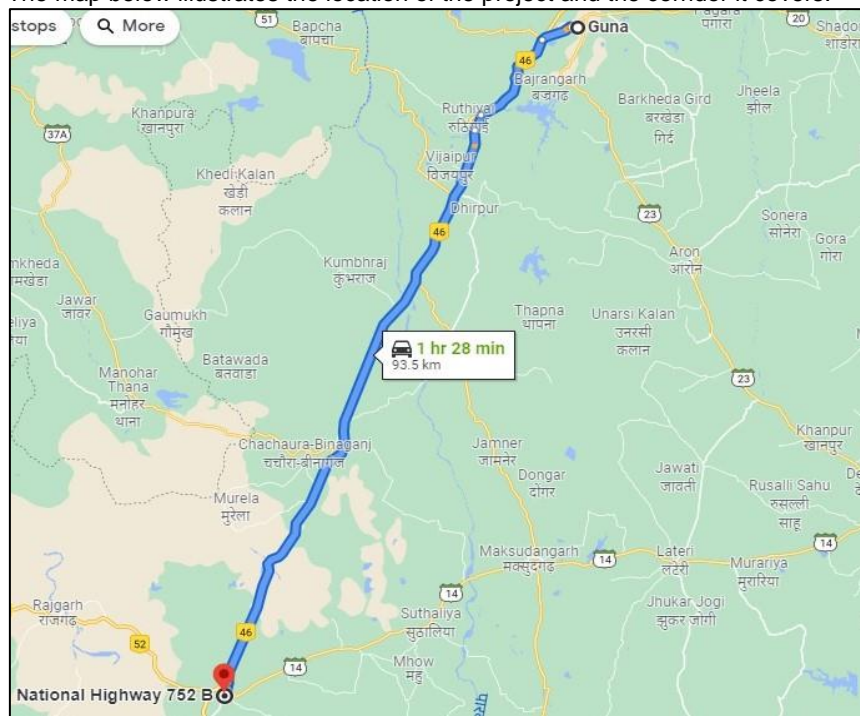 The map below illustrates the location of the project and the corridor it covers.
stops
More
51
Bapcha
बापचा
Guna
पगारा
46
Bajrangarh
बजरंगढ़
Khanpura
खानपुरा
37A
Ruthiyai
रुठियाई
Barkheda Gird
बरखेडा
गिर्द
Jheela
झील
Khedi Kalan
खेड़ी
कलान
Vijaipur
विजयपुर
Dhirpur
46
23
Sonera
सोनेरा
Gora
गोरा
Aron
आरोन
Kumbhraj
कुंभराज
Jawar
जावर
Gaumukh
गौमुख
Thapna
थापना
Unarsi Kalan
उनरसी
कलान
1 hr 28 min
93.5 km
Batawada
बतवाडा
Manohar
Thana
मनोहर
थाना
23
Chachaura-Binaganj
चचौरा-बीनागंज
Jamner
जामनेर
Khanpur
खानपुर
Dongar
दोंगर
Jawati
जावती
Murela
मुरेला
Rusalli Sahu
रुसल्ली
साहू
14
Maksudangarh
मक्सुदंगढ़
14
Lateri
लटेरी
Murariya
मुरारिया
Rajgarh
राजगढ़
52
46
14
Suthaliya
सुठालिया
Jhukar Jogi
झुकर जोगी
14
Mhow
महु
National Highway 752 B